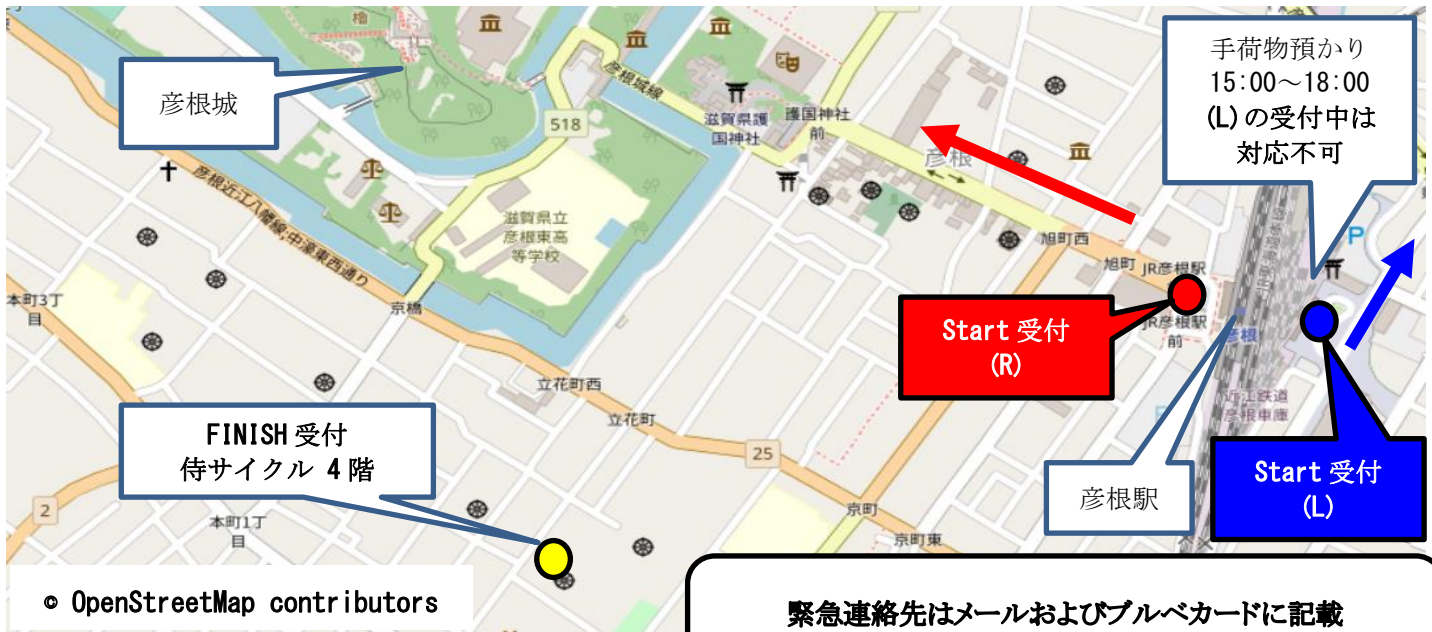 櫓
彦根城
518
彦根城線
滋賀県護
国神社
護国神社
前
彦根
手荷物預かり
15:00～18:00
(L)の受付中は
対応不可
P
彦根近江八幡線;中濠東西通り
滋賀県立
彦根東高
等学校
旭町西
旭町
JR彦根駅
JR彦根駅
前
彦根
Start 受付
(R)
本町3丁
目
京橋
立花町西
立花町
近江鉄道
彦根車庫
FINISH 受付
侍サイクル 4階
25
彦根駅
Start 受付
(L)
2
本町1丁
目
京町
京町東
© OpenStreetMap contributors
緊急連絡先はメールおよびブルベカードに記載